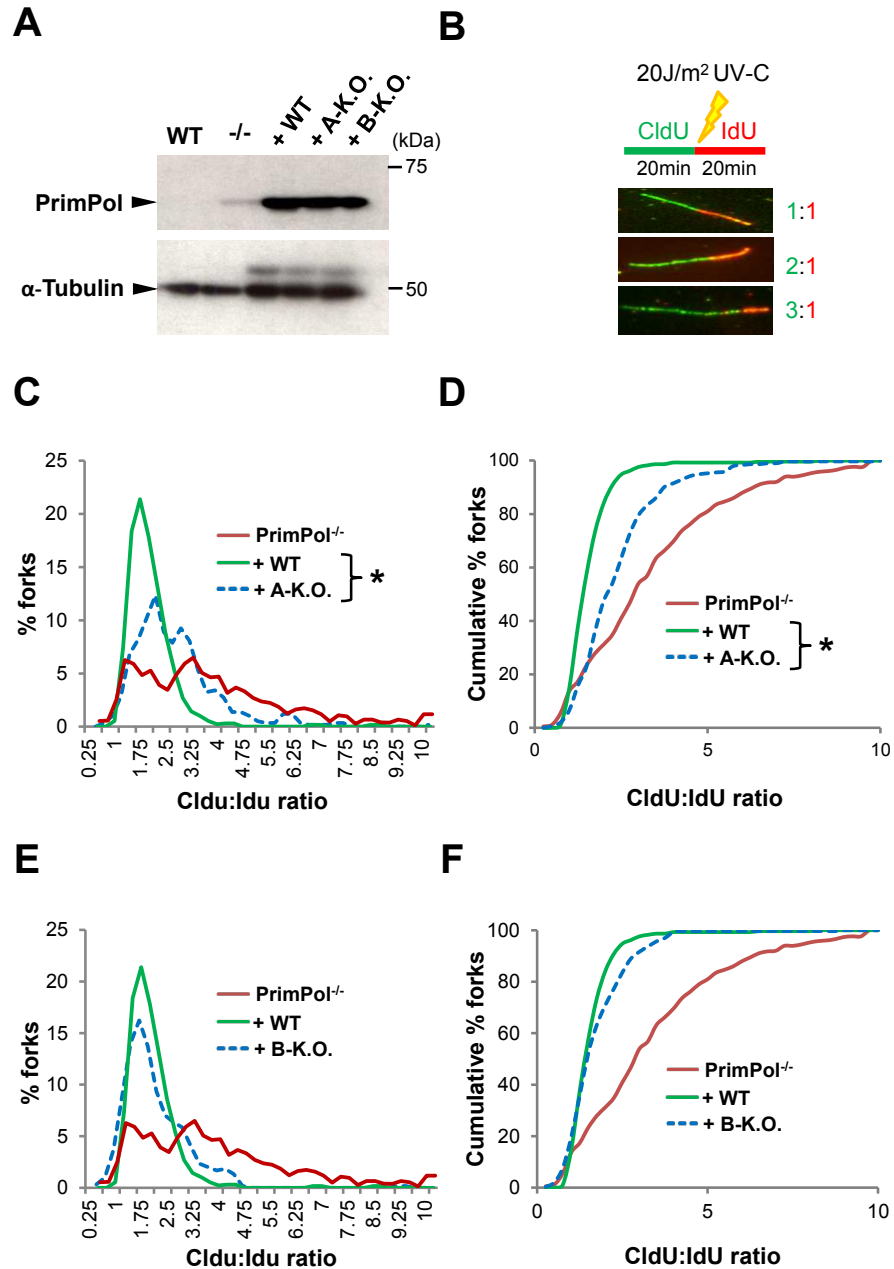 A
WT -/- + WT + A-K.O. + B-K.O. (kDa)
75
PrimPol
α-Tubulin
50
B
20J/m² UV-C
CldU IdU
20min 20min
1:1
2:1
3:1
C
25
20
15
10
5
0
% forks
PrimPol-/-
+ WT
+ A-K.O.
*
0.25 1 1.75 2.5 3.25 4 4.75 5.5 6.25 7 7.75 8.5 9.25 10
Cldu:Idu ratio
D
100
80
60
40
20
0
Cumulative % forks
PrimPol-/-
+ WT
+ A-K.O.
*
0 5 10
CldU:IdU ratio
E
25
20
15
10
5
0
% forks
PrimPol-/-
+ WT
+ B-K.O.
0.25 1 1.75 2.5 3.25 4 4.75 5.5 6.25 7 7.75 8.5 9.25 10
Cldu:Idu ratio
F
100
80
60
40
20
0
Cumulative % forks
PrimPol-/-
+ WT
+ B-K.O.
0 5 10
CldU:IdU ratio